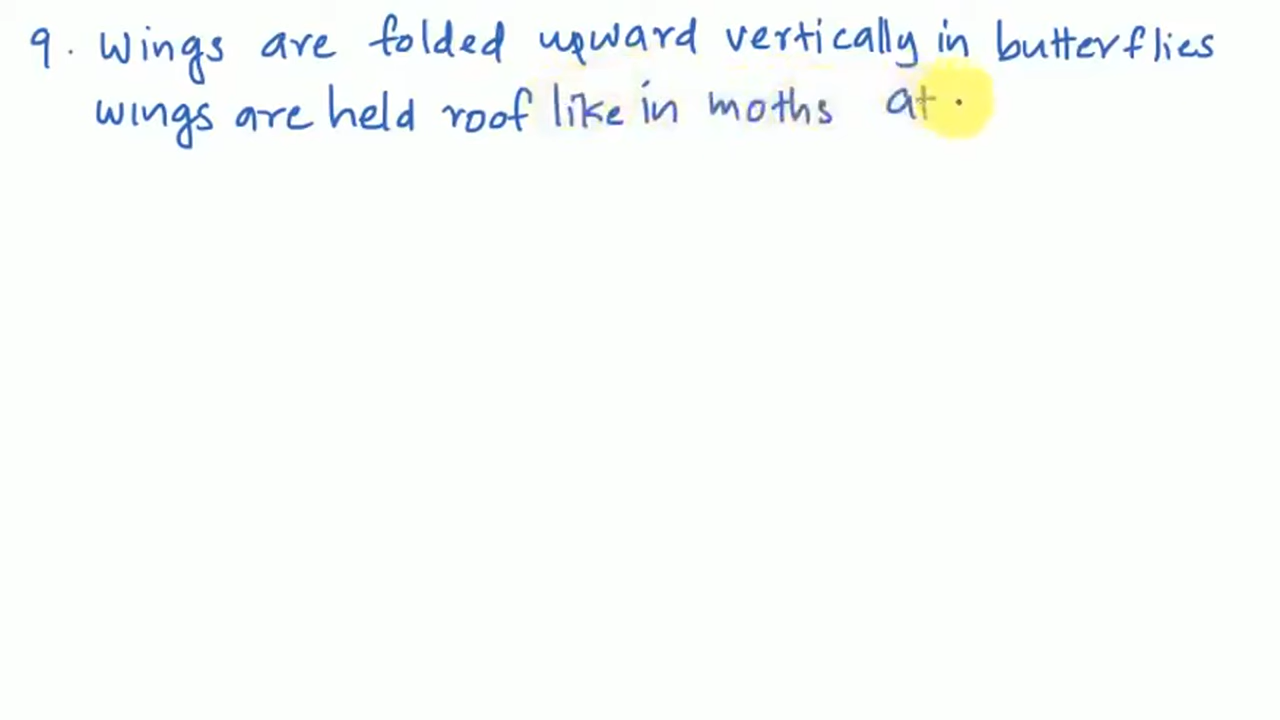 9. Wings are folded upward vertically in butterflies
wings are held roof like in moths at